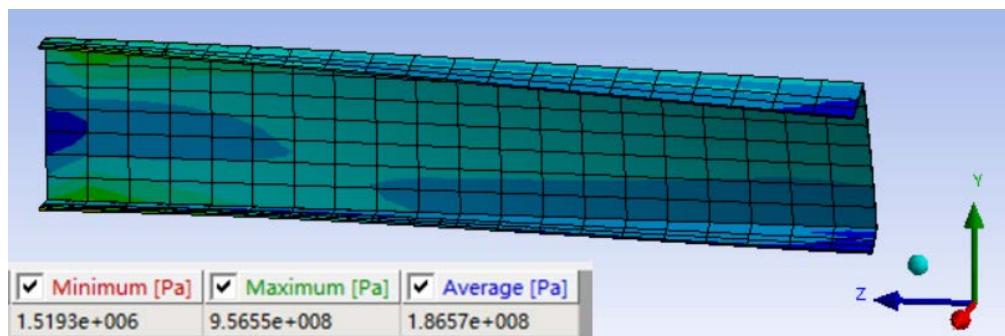 Y
Z
Minimum [Pa] Maximum [Pa] Average [Pa]
1.5193e+006 9.5655e+008 1.8657e+008